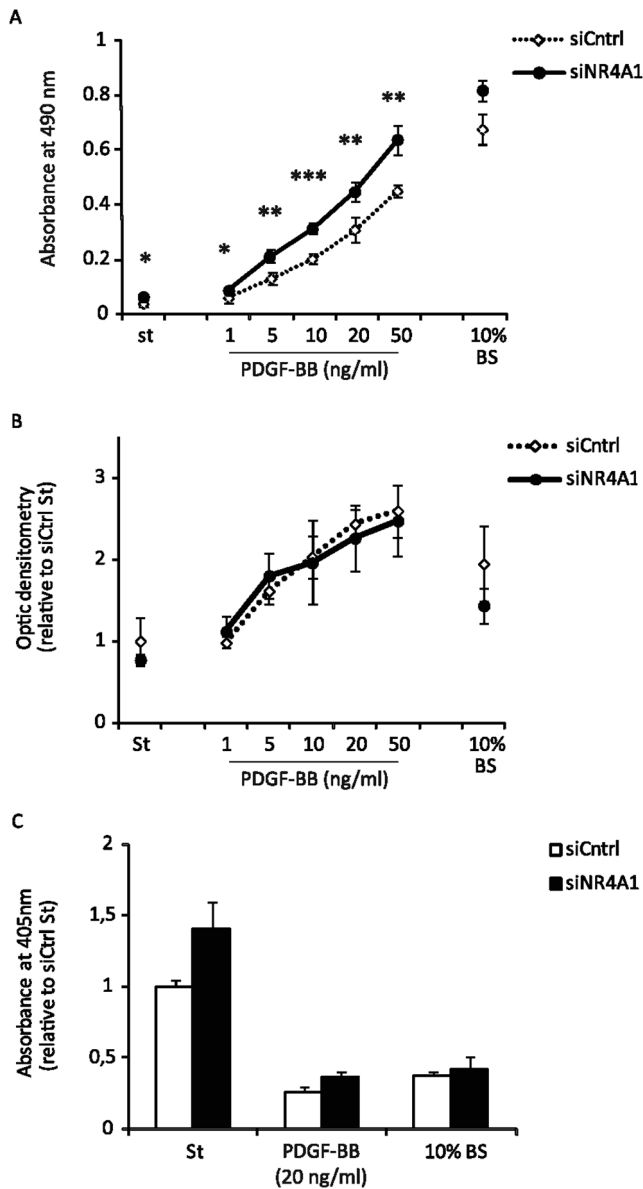 A
siCntrl
siNR4A1
Absorbance at 490 nm
1
0.8
0.6
0.4
0.2
0
*
*
**
***
**
**
st
1
5
10
20
50
10%
BS
PDGF-BB (ng/ml)
B
siCntrl
siNR4A1
Optic densitometry
(relative to siCtrl St)
3
2
1
0
St
1
5
10
20
50
10%
BS
PDGF-BB (ng/ml)
C
siCntrl
siNR4A1
Absorbance at 405nm
(relative to siCtrl St)
2
1,5
1
0,5
0
St
PDGF-BB
(20 ng/ml)
10% BS